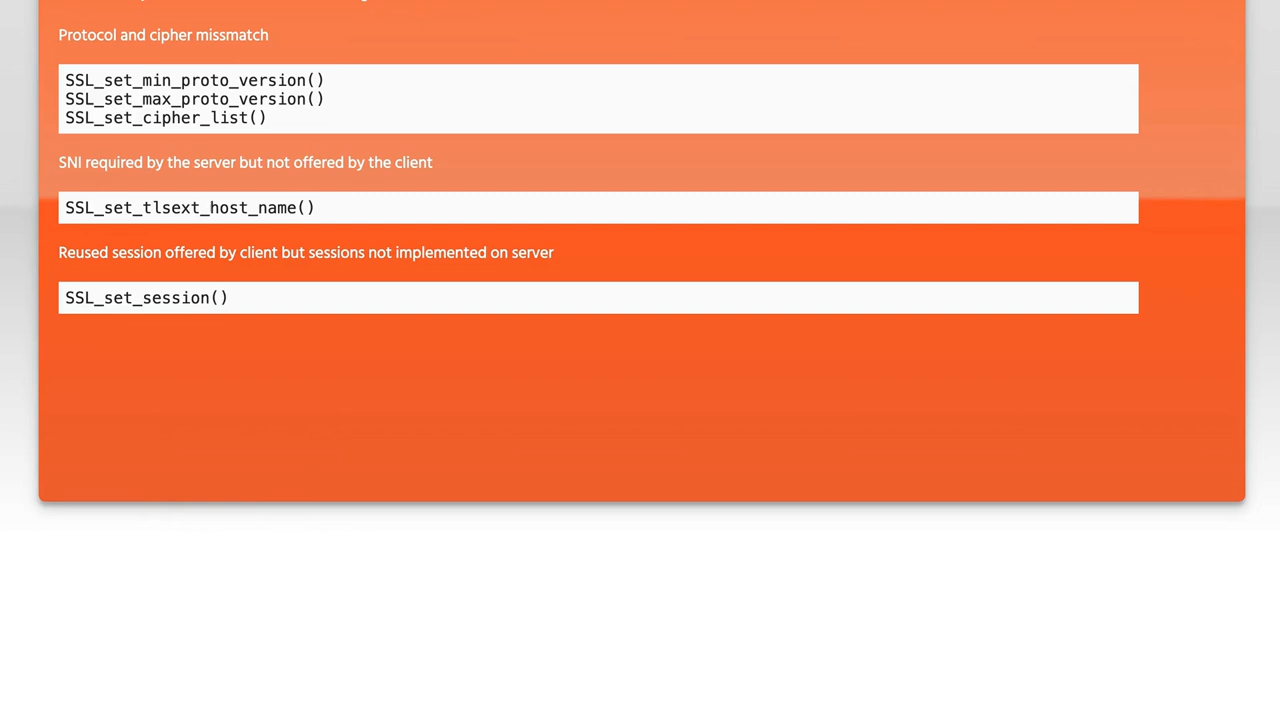 Protocol and cipher missmatch
SSL_set_min_proto_version()
SSL_set_max_proto_version()
SSL_set_cipher_list()
SNI required by the server but not offered by the client
SSL_set_tlsext_host_name()
Reused session offered by client but sessions not implemented on server
SSL_set_session()